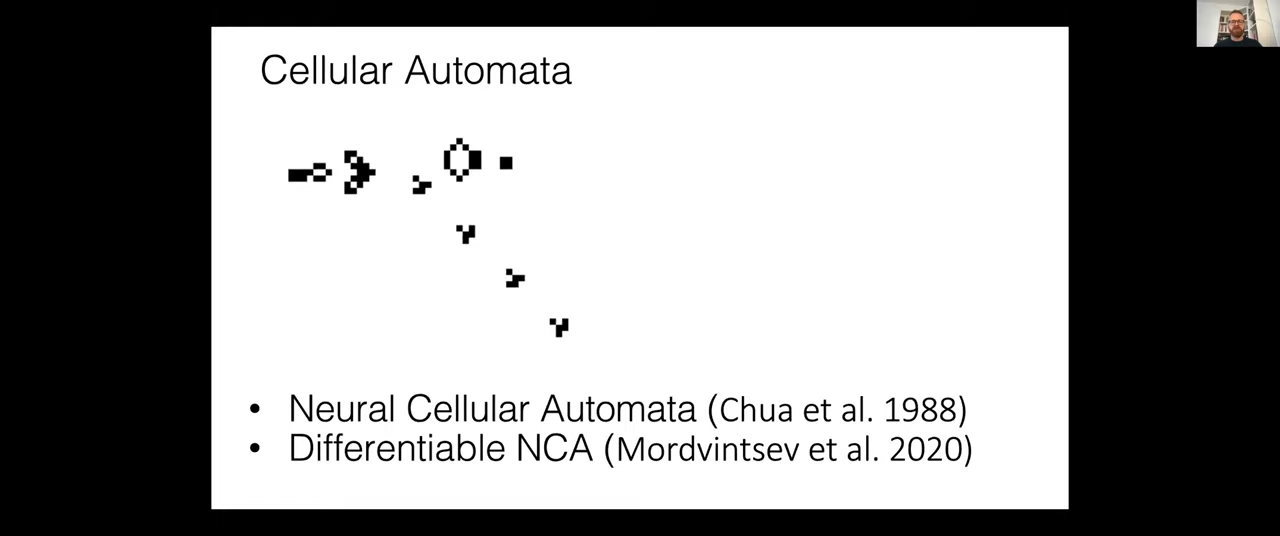 Cellular Automata
• Neural Cellular Automata (Chua et al. 1988)
• Differentiable NCA (Mordvintsev et al. 2020)